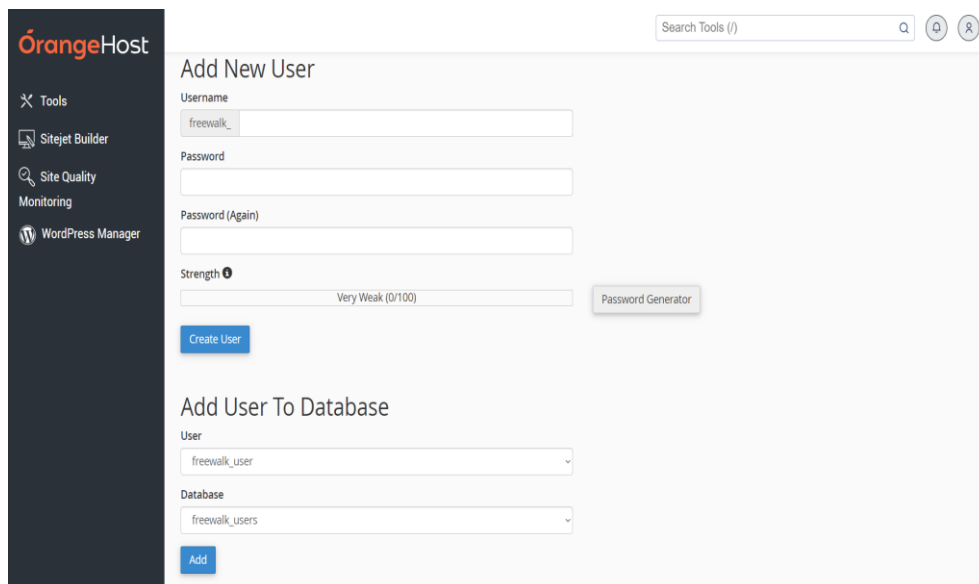 ÓrangeHost
Search Tools (/)
Tools
Sitejet Builder
Site Quality
Monitoring
WordPress Manager
Add New User
Username
freewalk_
Password
Password (Again)
Strength
Very Weak (0/100)
Password Generator
Create User
Add User To Database
User
freewalk_user
Database
freewalk_users
Add